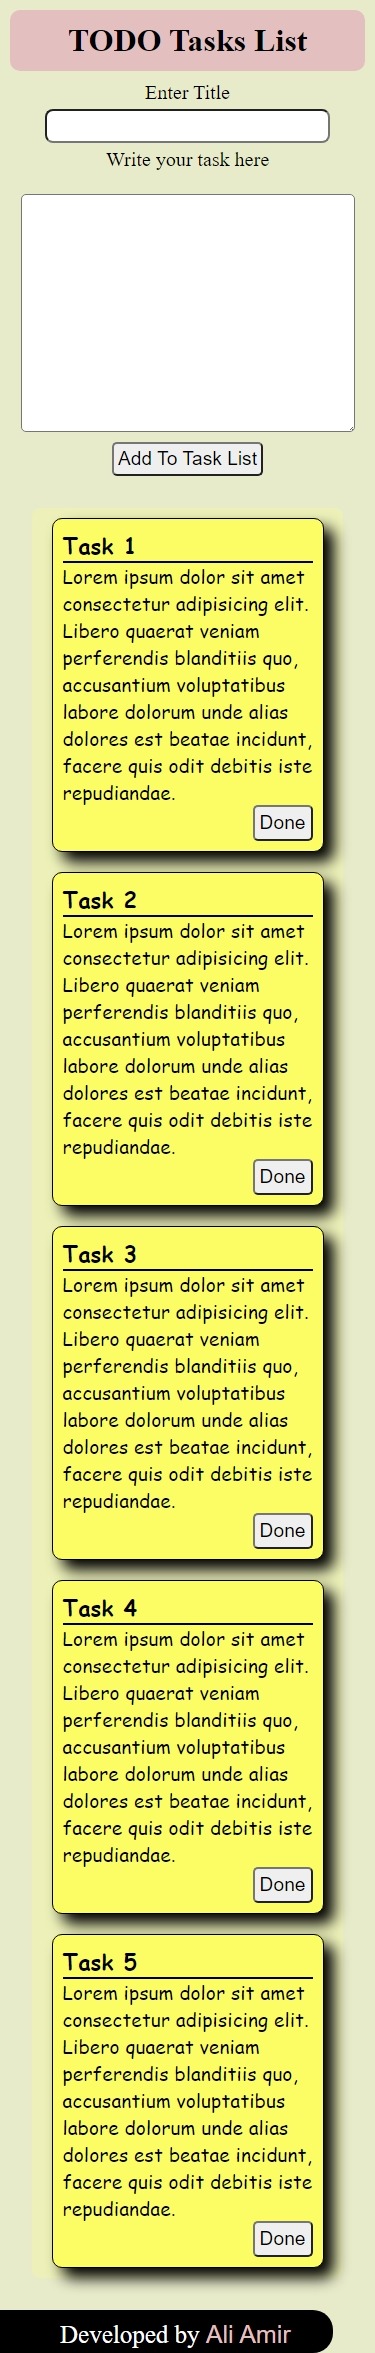 TODO Tasks List
Enter Title
Write your task here
Add To Task List
Task 1
Lorem ipsum dolor sit amet
consectetur adipisicing elit.
Libero quaerat veniam
perferendis blanditiis quo,
accusantium voluptatibus
labore dolorum unde alias
dolores est beatae incidunt,
facere quis odit debitis iste
repudiandae.
Done
Task 2
Lorem ipsum dolor sit amet
consectetur adipisicing elit.
Libero quaerat veniam
perferendis blanditiis quo,
accusantium voluptatibus
labore dolorum unde alias
dolores est beatae incidunt,
facere quis odit debitis iste
repudiandae.
Done
Task 3
Lorem ipsum dolor sit amet
consectetur adipisicing elit.
Libero quaerat veniam
perferendis blanditiis quo,
accusantium voluptatibus
labore dolorum unde alias
dolores est beatae incidunt,
facere quis odit debitis iste
repudiandae.
Done
Task 4
Lorem ipsum dolor sit amet
consectetur adipisicing elit.
Libero quaerat veniam
perferendis blanditiis quo,
accusantium voluptatibus
labore dolorum unde alias
dolores est beatae incidunt,
facere quis odit debitis iste
repudiandae.
Done
Task 5
Lorem ipsum dolor sit amet
consectetur adipisicing elit.
Libero quaerat veniam
perferendis blanditiis quo,
accusantium voluptatibus
labore dolorum unde alias
dolores est beatae incidunt,
facere quis odit debitis iste
repudiandae.
Done
Developed by Ali Amir